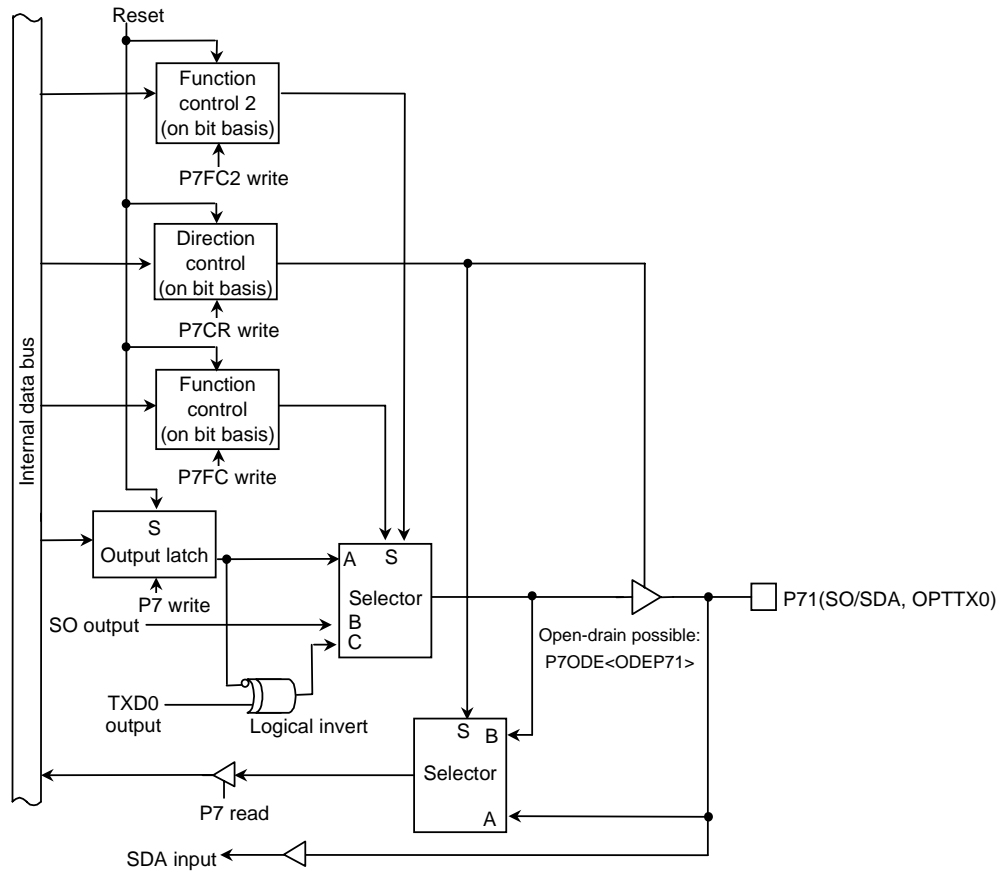 Reset
Function
control 2
(on bit basis)
P7FC2 write
Direction
control
(on bit basis)
P7CR write
Internal data bus
Function
control
(on bit basis)
P7FC write
S
Output latch
P7 write
A
S
Selector
B
C
SO output
TXD0
output
Logical invert
P71(SO/SDA, OPTTX0)
Open-drain possible:
P7ODE<ODEP71>
S
B
Selector
A
P7 read
SDA input